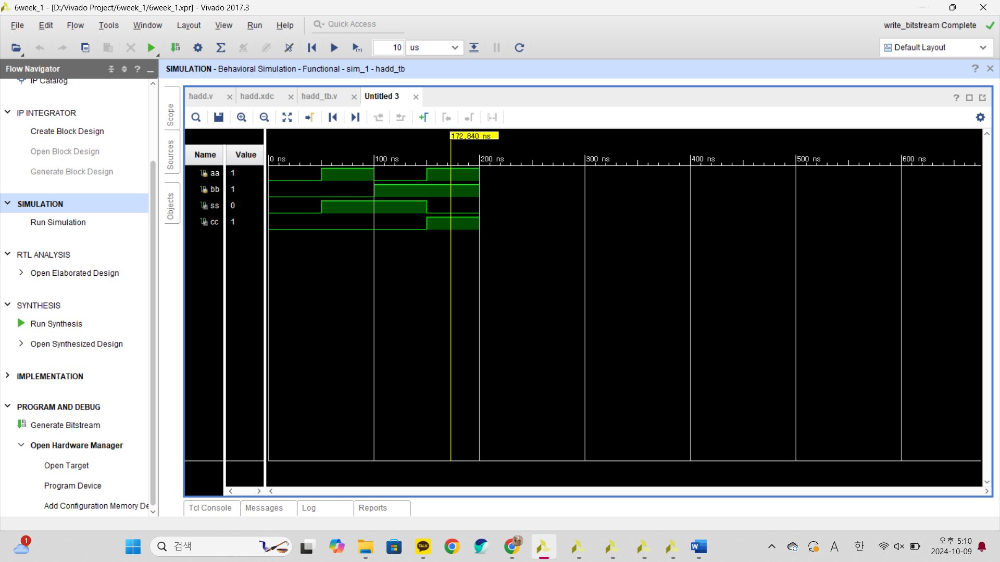 6week_1 - [D:/Vivado Project/6week_1/6week_1.xpr] - Vivado 2017.3
File Edit Flow Tools Window Layout View Run Help Quick Access
write_bitstream Complete
10 us
Default Layout
Flow Navigator
SIMULATION - Behavioral Simulation - Functional - sim_1 - hadd_tb
IP Catalog
IP INTEGRATOR
Create Block Design
Open Block Design
Generate Block Design
SIMULATION
Run Simulation
RTL ANALYSIS
Open Elaborated Design
SYNTHESIS
Run Synthesis
Open Synthesized Design
IMPLEMENTATION
PROGRAM AND DEBUG
Generate Bitstream
Open Hardware Manager
Open Target
Program Device
Add Configuration Memory De
Scope
Sources
Objects
hadd.v hadd.xdc hadd_tb.v Untitled 3
172,840 ns
Name Value
0 ns 100 ns 200 ns 300 ns 400 ns 500 ns 600 ns
aa 1
bb 1
ss 0
cc 1
Tcl Console Messages Log Reports
1
검색
TALK
W
A
한
오후 5:10
2024-10-09